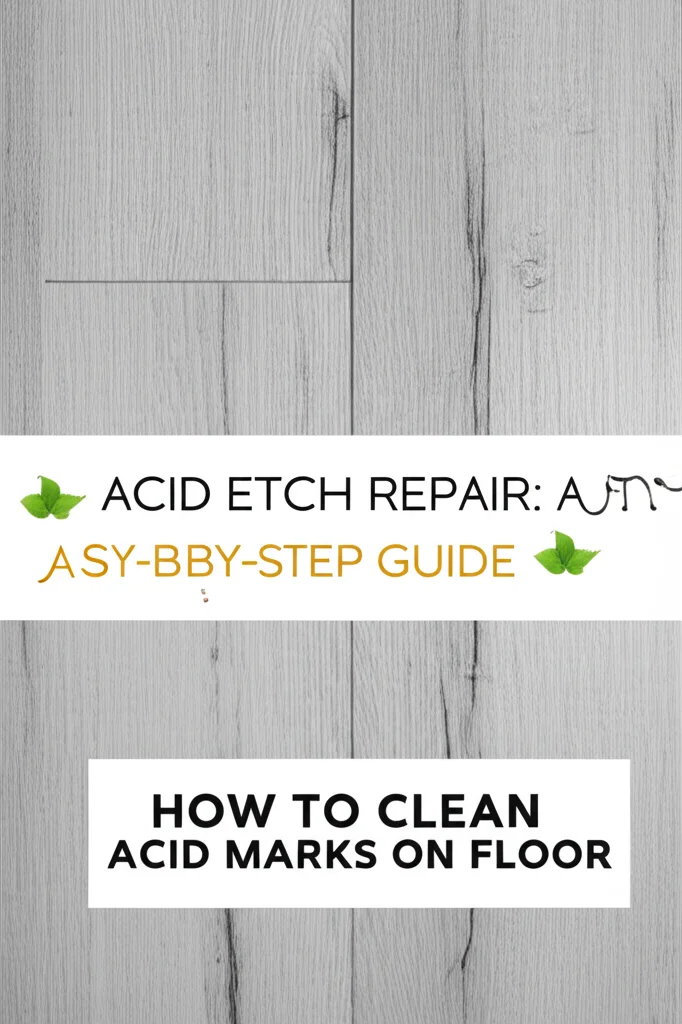 ACID ETCH REPAIR: A
ASY-BBY-STEP GUIDE
HOW TO CLEAN
ACID MARKS ON FLOOR